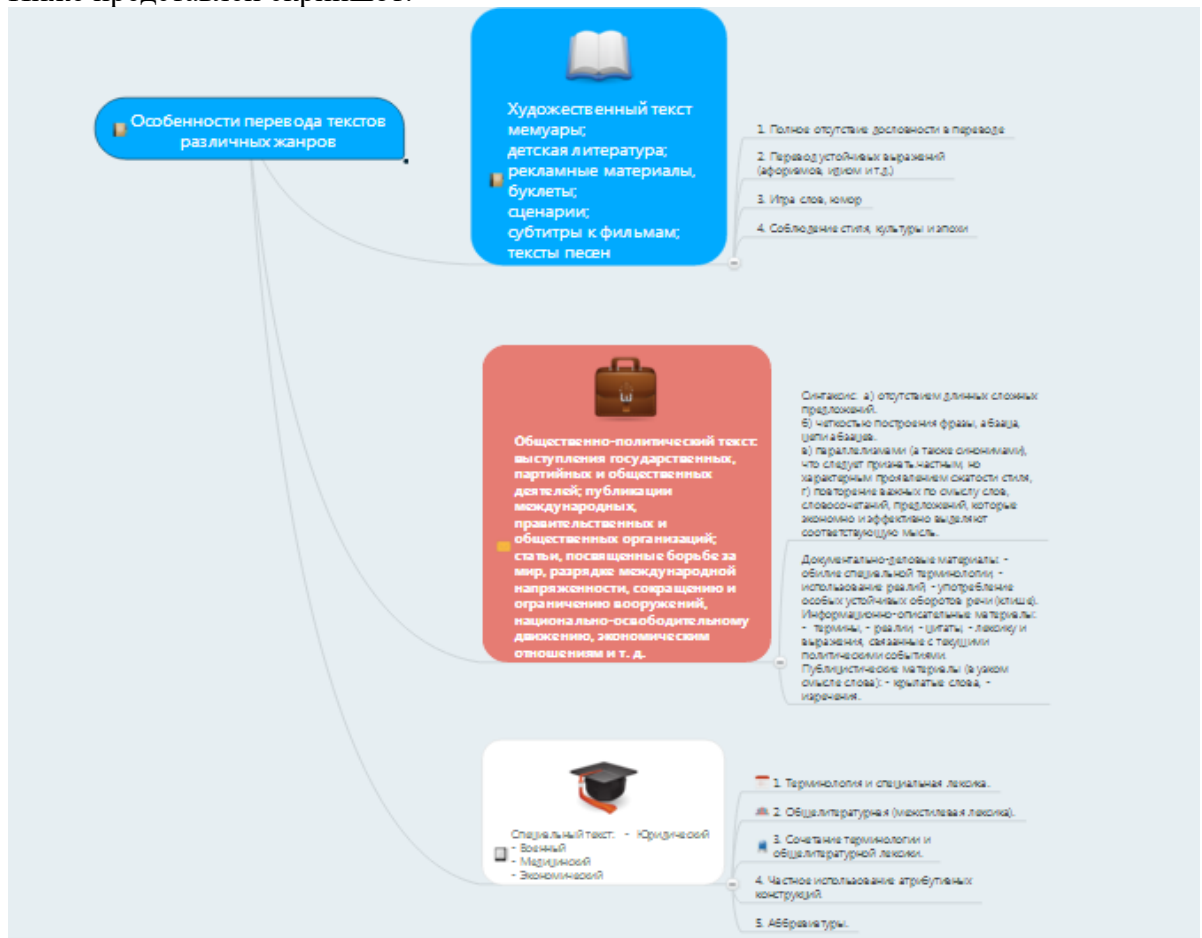 Ниже представлен скриншот:
Особенности перевода текстов
различных жанров
Художественный текст
мемуары;
детская литература;
рекламные материалы,
буклеты;
сценарии;
субтитры к фильмам;
тексты песен
1. Полное отсутствие дословности в переводе
2. Перевод устойчивых выражений
(афоризмов, идиом и т.д.)
3. Игра слов, юмор
4. Соблюдение стиля, культуры и эпохи
Общественно-политический текст:
выступления государственных,
партийных и общественных
деятелей; публикации
международных,
правительственных и
общественных организаций;
статьи, посвященные борьбе за
мир, разрядке международной
напряженности, сокращению и
ограничению вооружений,
национально-освободительному
движению, экономическим
отношениям и т. д.
Синтаксис: а) отсутствием длинных сложных
предложений.
б) четкостью построения фразы, абзаца,
цепи абзацев.
в) параллелизмами (а также синонимами),
что следует признать частным, но
характерным проявлением сжатости стиля,
г) повторение важных по смыслу слов,
словосочетаний, предложений, которые
экономно и эффективно выделяют
соответствующую мысль.
Документально-деловые материалы: -
обилие специальной терминологии, -
использование реалий, - употребление
особых устойчивых оборотов речи (клише).
Информационно-описательные материалы:
- термины, - реалии, - цитаты, - лексику и
выражения, связанные с текущими
политическими событиями.
Публицистические материалы (в узком
смысле слова): - крылатые слова, -
изречения.
Специальный текст: - Юридический
- Военный
- Медицинский
- Экономический
1. Терминология и специальная лексика.
2. Общелитературная (межстилевая лексика).
3. Сочетание терминологии и
общелитературной лексики.
4. Частное использование атрибутивных
конструкций.
5. Аббревиатуры.